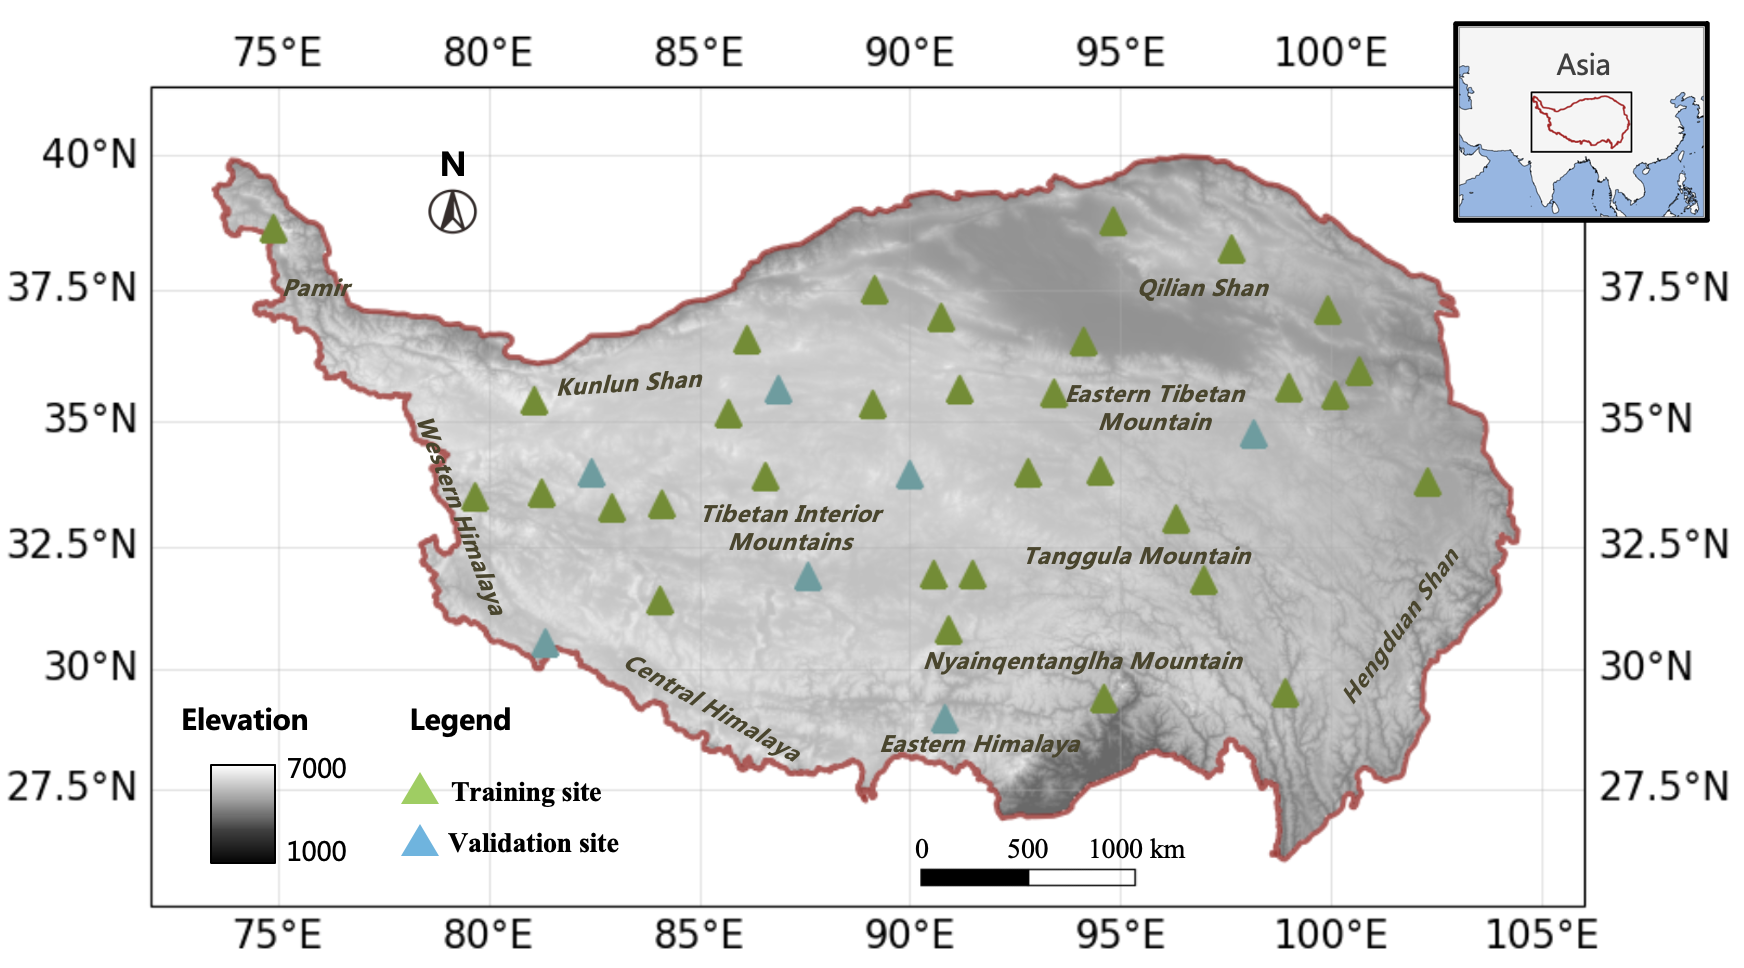 75°E 80°E 85°E 90°E 95°E 100°E
Asia
40°N
N
37.5°N
Pamir
Qilian Shan
37.5°N
Kunlun Shan
Eastern Tibetan
Mountain
35°N
35°N
Western Himalaya
Tibetan Interior
Mountains
32.5°N
Tanggula Mountain
32.5°N
Hengduan Shan
30°N
Central Himalaya
Nyainqentanglha Mountain
30°N
Eastern Himalaya
Elevation
7000
1000
Legend
Training site
Validation site
27.5°N
27.5°N
0 500 1000 km
75°E 80°E 85°E 90°E 95°E 100°E 105°E